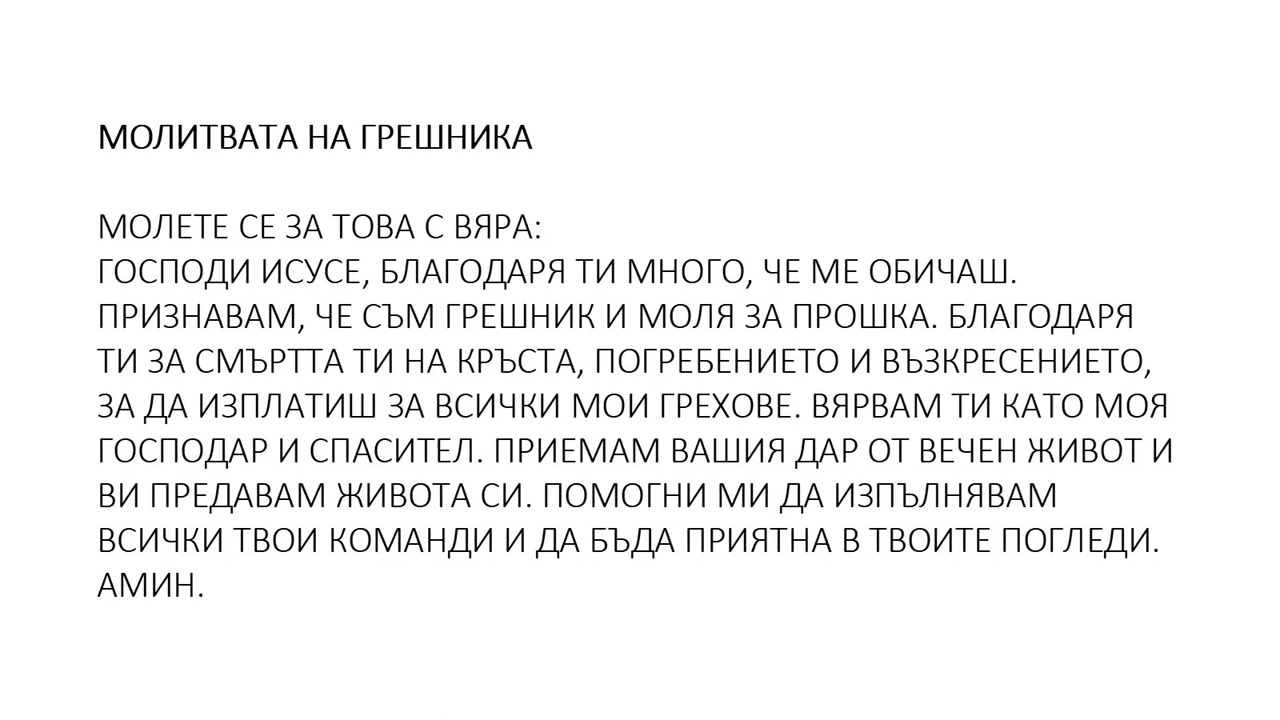 МОЛИТВАТА НА ГРЕШНИКА
МОЛЕТЕ СЕ ЗА ТОВА С ВЯРА:
ГОСПОДИ ИСУСЕ, БЛАГОДАРЯ ТИ МНОГО, ЧЕ МЕ ОБИЧАШ.
ПРИЗНАВАМ, ЧЕ СЪМ ГРЕШНИК И МОЛЯ ЗА ПРОШКА. БЛАГОДАРЯ
ТИ ЗА СМЪРТТА ТИ НА КРЪСТА, ПОГРЕБЕНИЕТО И ВЪЗКРЕСЕНИЕТО,
ЗА ДА ИЗПЛАТИШ ЗА ВСИЧКИ МОИ ГРЕХОВЕ. ВЯРВАМ ТИ КАТО МОЯ
ГОСПОДАР И СПАСИТЕЛ. ПРИЕМАМ ВАШИЯ ДАР ОТ ВЕЧЕН ЖИВОТ И
ВИ ПРЕДАВАМ ЖИВОТА СИ. ПОМОГНИ МИ ДА ИЗПЪЛНЯВАМ
ВСИЧКИ ТВОИ КОМАНДИ И ДА БЪДА ПРИЯТНА В ТВОИТЕ ПОГЛЕДИ.
АМИН.